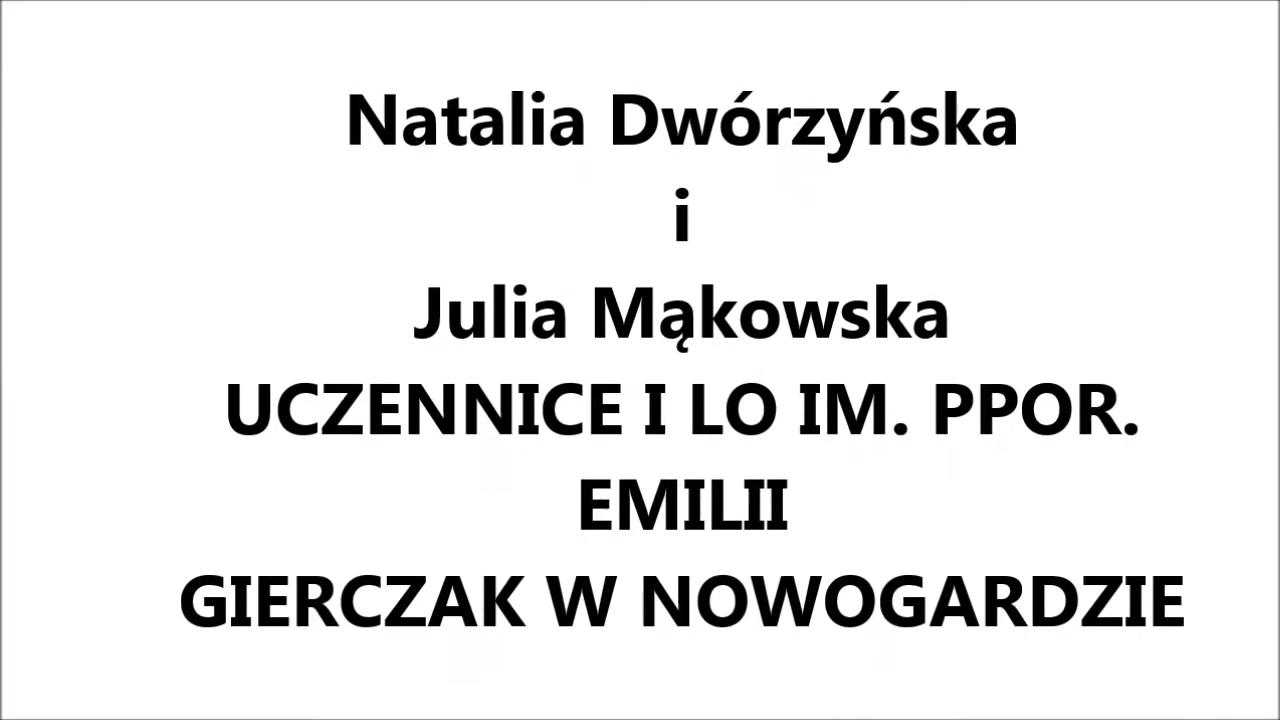 Natalia Dwórzyńska
i
Julia Mąkowska
UCZENNICE I LO IM. PPOR.
EMILII
GIERCZAK W NOWOGARDZIE